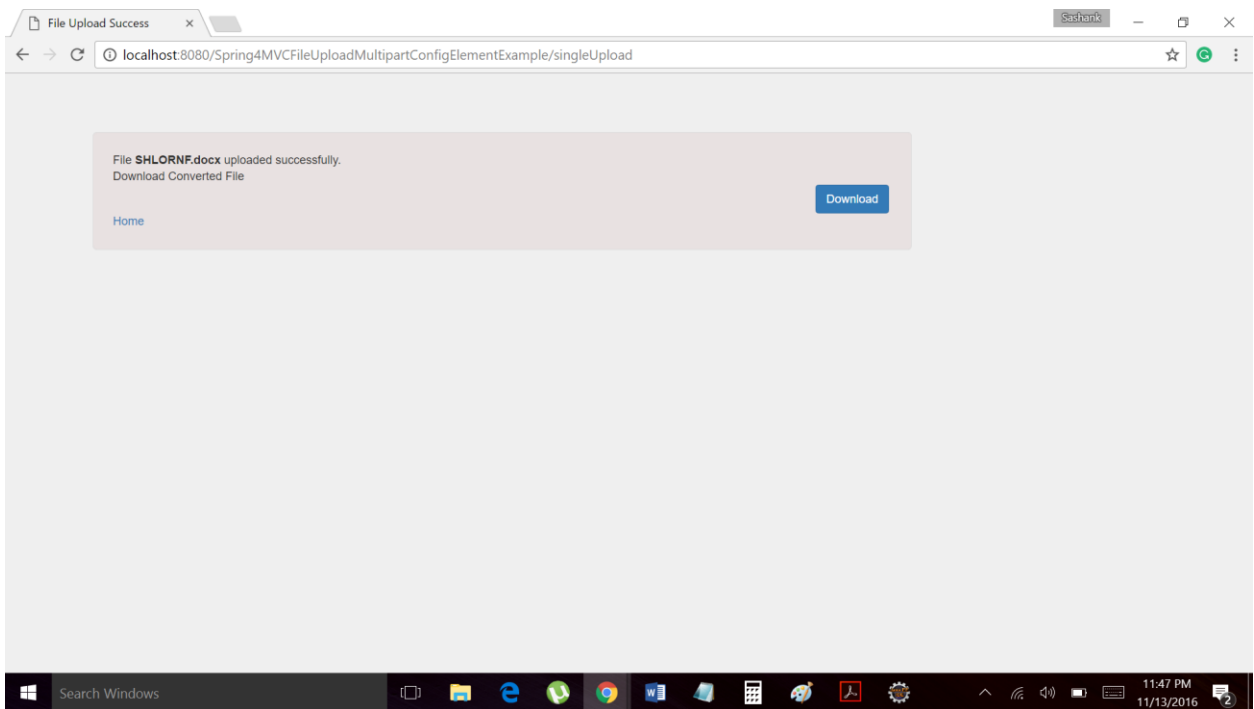 File Upload Success
Sashank
localhost:8080/Spring4MVCFileUploadMultipartConfigElementExample/singleUpload
File SHLORNF.docx uploaded successfully.
Download Converted File
Download
Home
Search Windows
11:47 PM
11/13/2016
2